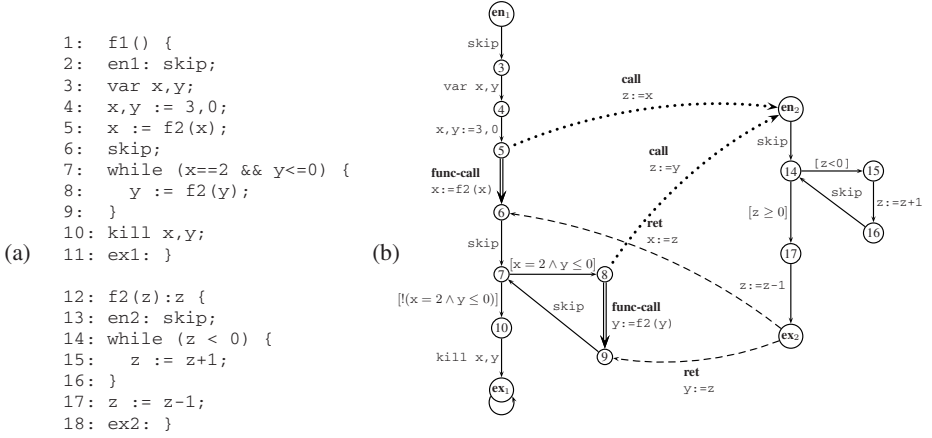 (a)
1: f1() {
2: en1: skip;
3: var x,y;
4: x,y := 3,0;
5: x := f2(x);
6: skip;
7: while (x==2 && y<=0) {
8: y := f2(y);
9: }
10: kill x,y;
11: ex1: }
12: f2(z):z {
13: en2: skip;
14: while (z < 0) {
15: z := z+1;
16: }
17: z := z-1;
18: ex2: }
(b)
en₁
skip
3
var x,y
4
x,y:=3,0
5
func-call
x:=f2(x)
6
skip
7
[x = 2 ∧ y ≤ 0]
8
[!(x = 2 ∧ y ≤ 0)]
skip
func-call
y:=f2(y)
10
9
kill x,y
ex₁
call
z:=x
call
z:=y
ret
x:=z
ret
y:=z
en₂
skip
14
[z<0]
15
skip
z:=z+1
16
[z ≥ 0]
17
z:=z-1
ex₂